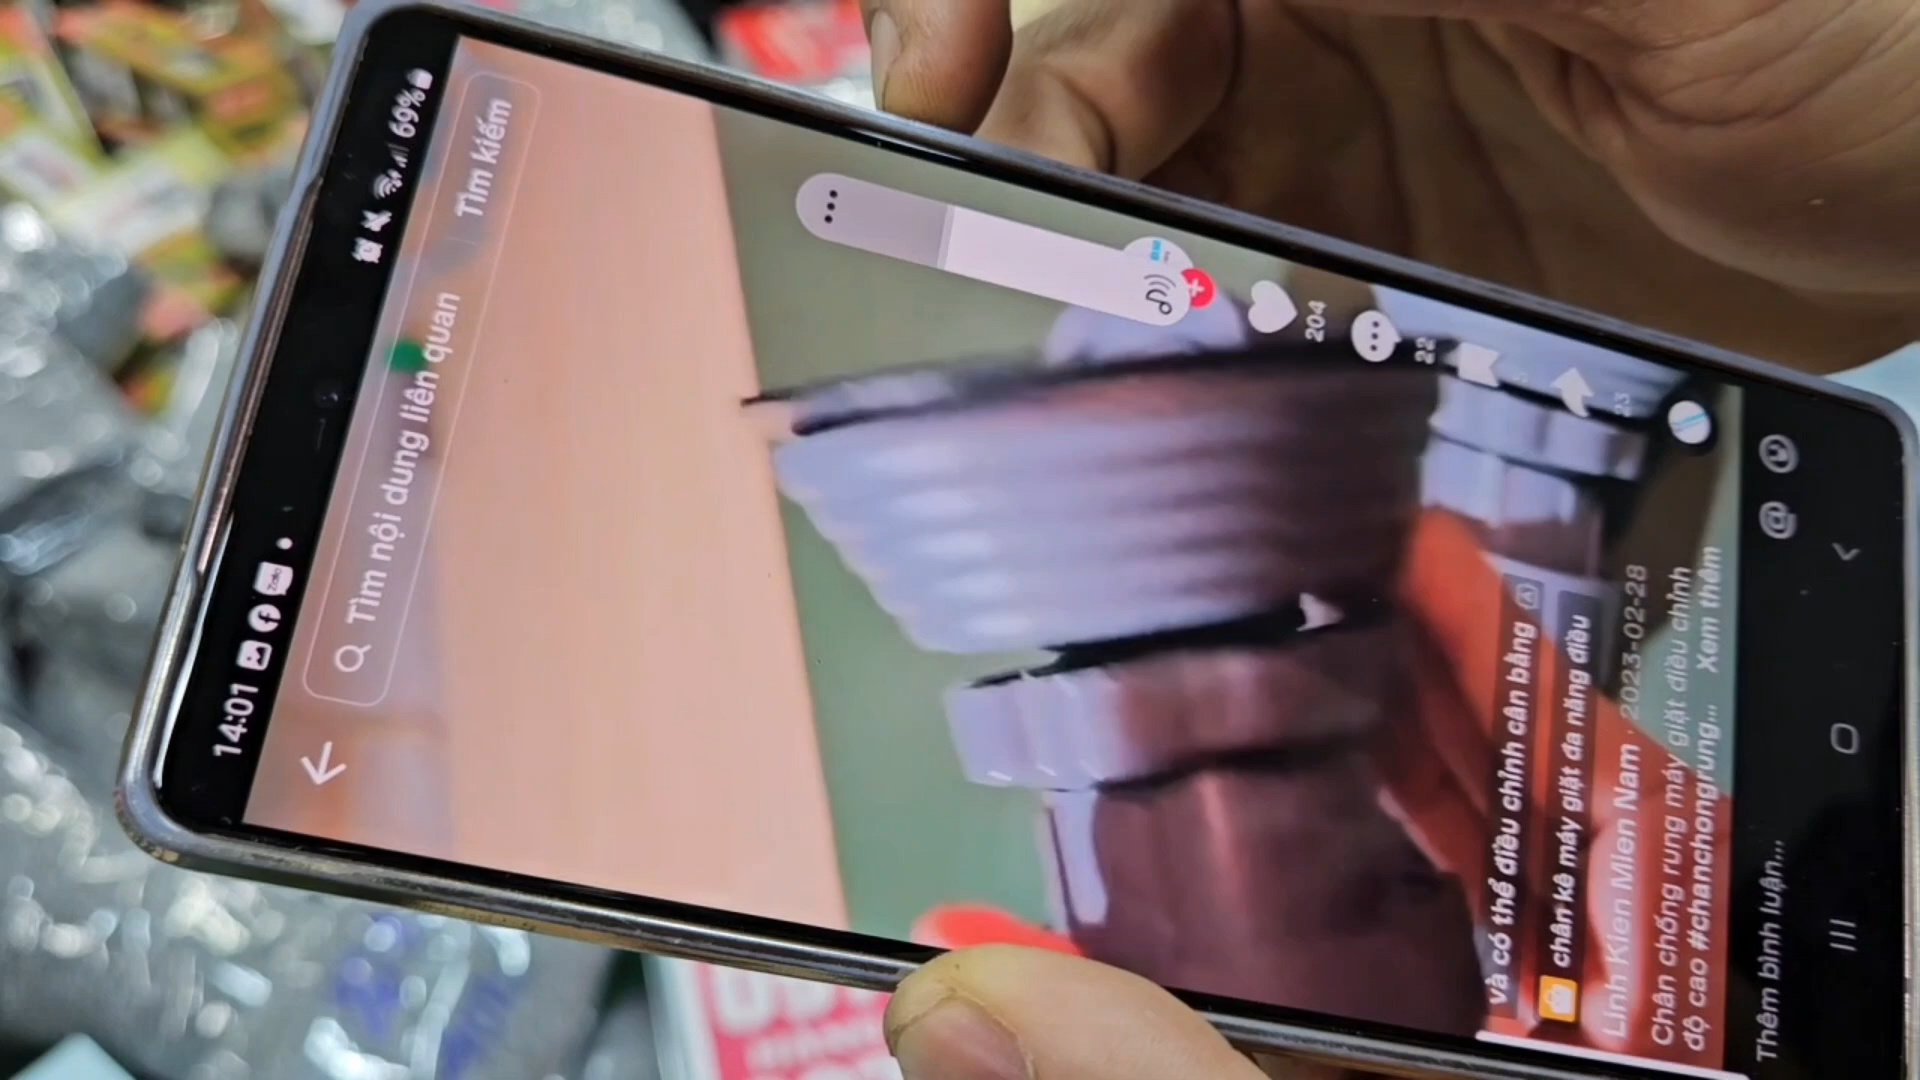 14:01
Zalo
69%
Tìm nội dung liên quan
Tìm kiếm
204
22
23
và có thể điều chỉnh cân bằng
chân kê máy giặt đa năng điều
Linh Kiện Miền Nam · 2023-02-28
Chân chống rung máy giặt điều chỉnh
độ cao #chanchongrung... Xem thêm
Thêm bình luận...
@